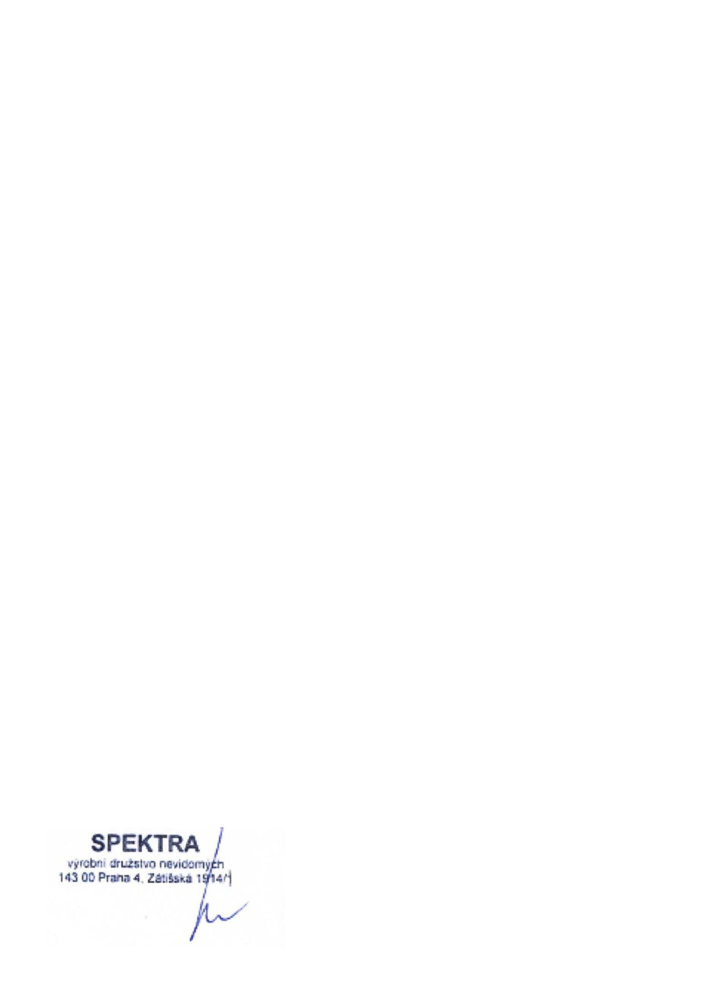 SPEKTRA
výrobní družstvo nevidomých
143 00 Praha 4, Zátišská 1914/1